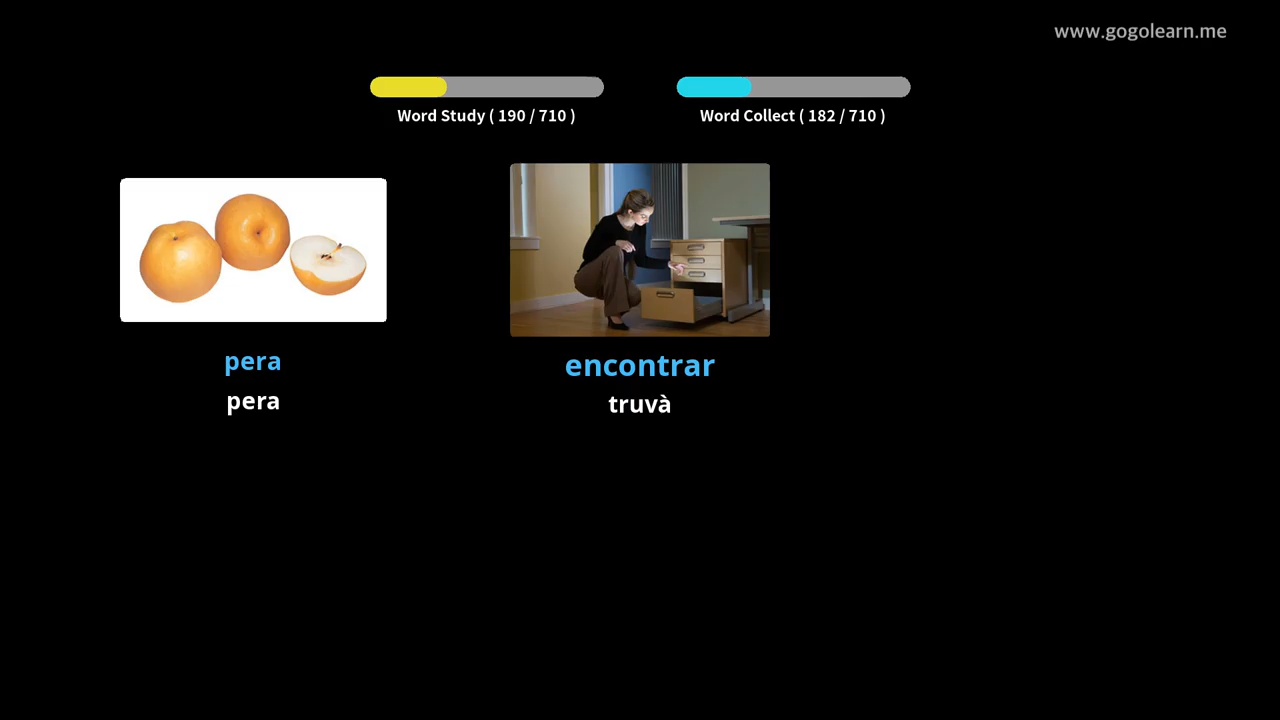 www.gogolearn.me
Word Study ( 190 / 710 )
Word Collect ( 182 / 710 )
pera
pera
encontrar
truvà